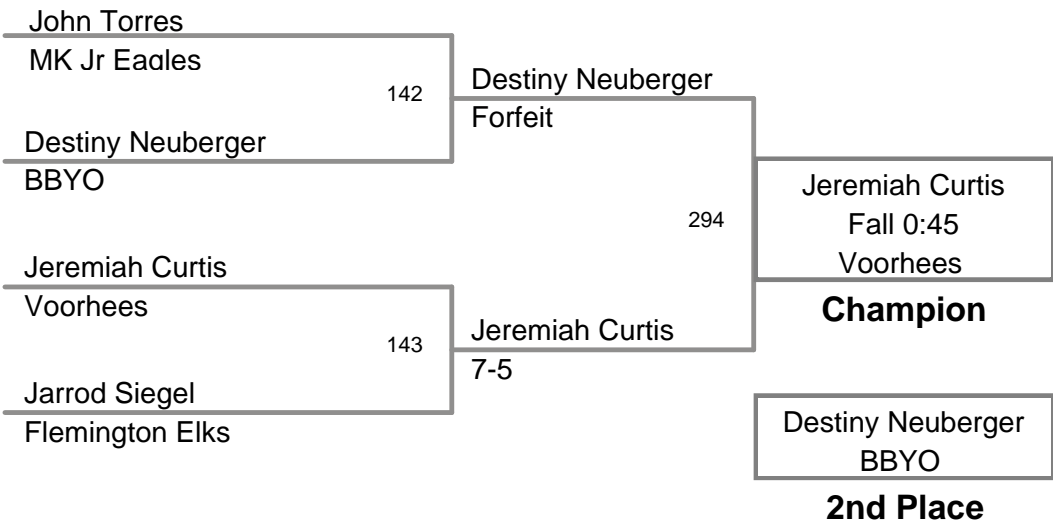 John Torres
MK Jr Eagles
142
Destiny Neuberger
BBYO
Destiny Neuberger
Forfeit
Jeremiah Curtis
Voorhees
143
Jarrod Siegel
Flemington Elks
Jeremiah Curtis
7-5
294
Jeremiah Curtis
Fall 0:45
Voorhees
Champion
Destiny Neuberger
BBYO
2nd Place